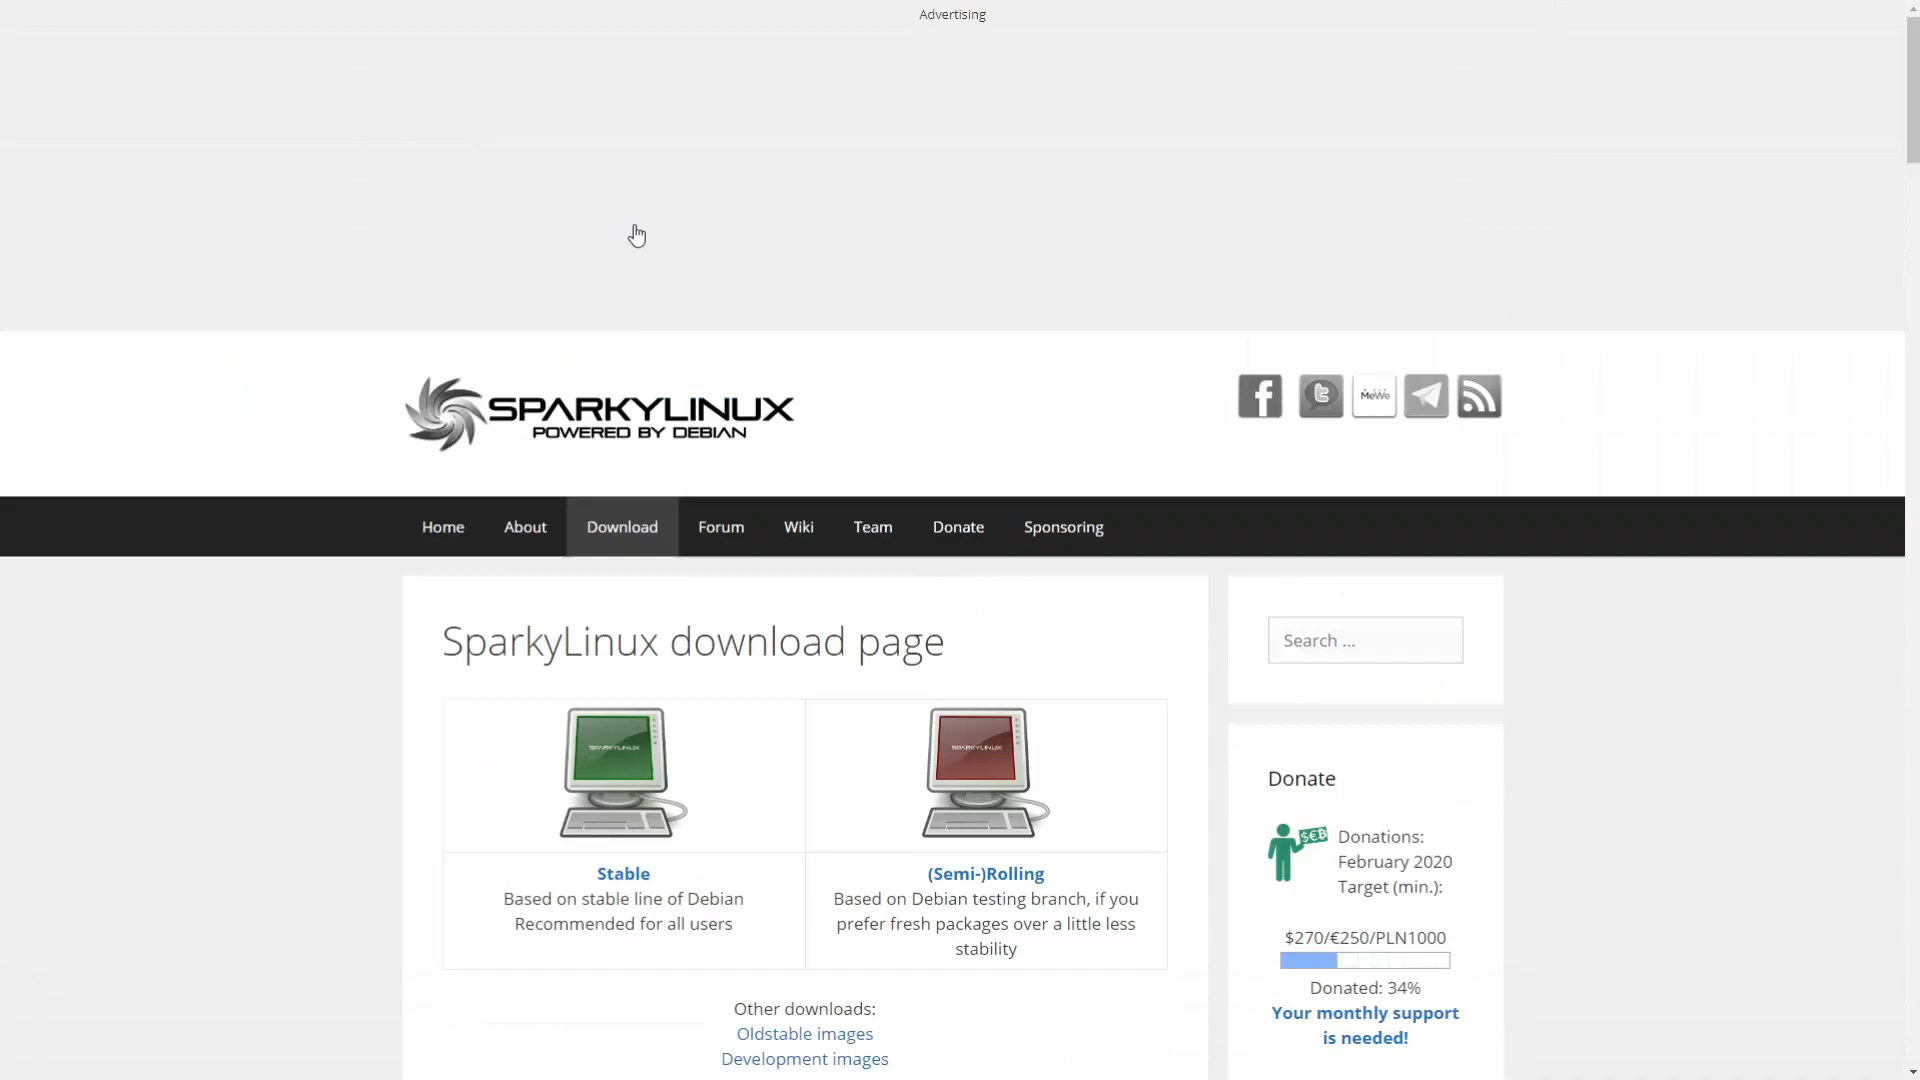 Advertising
SPARKYLINUX
POWERED BY DEBIAN
MeWe
Home About Download Forum Wiki Team Donate Sponsoring
SparkyLinux download page
Search ...
SPARKYLINUX SPARKYLINUX
Stable
Based on stable line of Debian
Recommended for all users
(Semi-)Rolling
Based on Debian testing branch, if you
prefer fresh packages over a little less
stability
Other downloads:
Oldstable images
Development images
Donate
Donations:
February 2020
Target (min.):
$270/€250/PLN1000
Donated: 34%
Your monthly support
is needed!